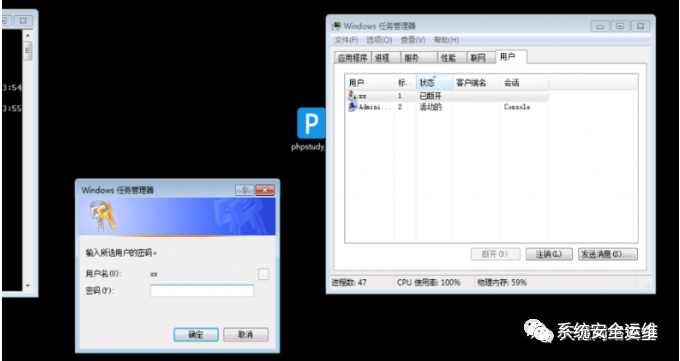 3:54
3:55
phpstudy
Windows 任务管理器
文件(F) 选项(O) 查看(V) 帮助(H)
应用程序 进程 服务 性能 联网 用户
用户 标... 状态 客户端名 会话
xx 1 已断开
Admini... 2 活动的 Console
断开(D) 注销(L) 发送消息(S)...
进程数: 47 CPU 使用率: 100% 物理内存: 59%
Windows 任务管理器
输入所选用户的密码。
用户名(U): xx
密码(P):
确定 取消
系统安全运维